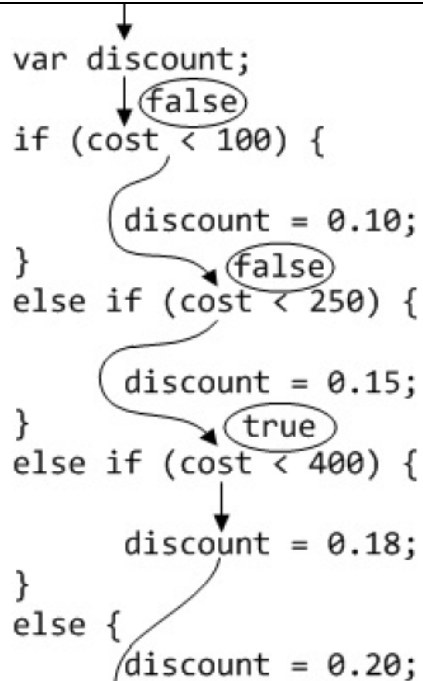 var discount;
false
if (cost < 100) {
discount = 0.10;
}
false
else if (cost < 250) {
discount = 0.15;
}
true
else if (cost < 400) {
discount = 0.18;
}
else {
discount = 0.20;